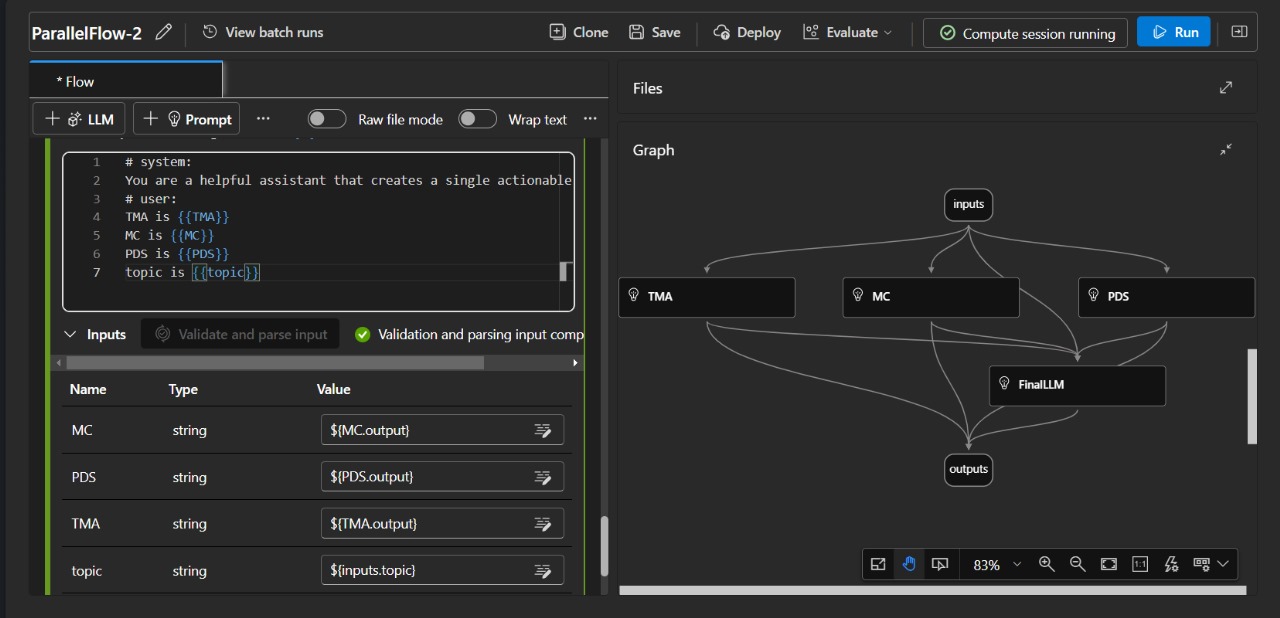 ParallelFlow-2
View batch runs
Clone
Save
Deploy
Evaluate
Compute session running
Run
* Flow
LLM
Prompt
Raw file mode
Wrap text
1 # system:
2 You are a helpful assistant that creates a single actionable
3 # user:
4 TMA is {{TMA}}
5 MC is {{MC}}
6 PDS is {{PDS}}
7 topic is {{topic}}
Inputs
Validate and parse input
Validation and parsing input comp
Name Type Value
MC string ${MC.output}
PDS string ${PDS.output}
TMA string ${TMA.output}
topic string ${inputs.topic}
Files
Graph
inputs
TMA
MC
PDS
FinalLLM
outputs
83%
1:1